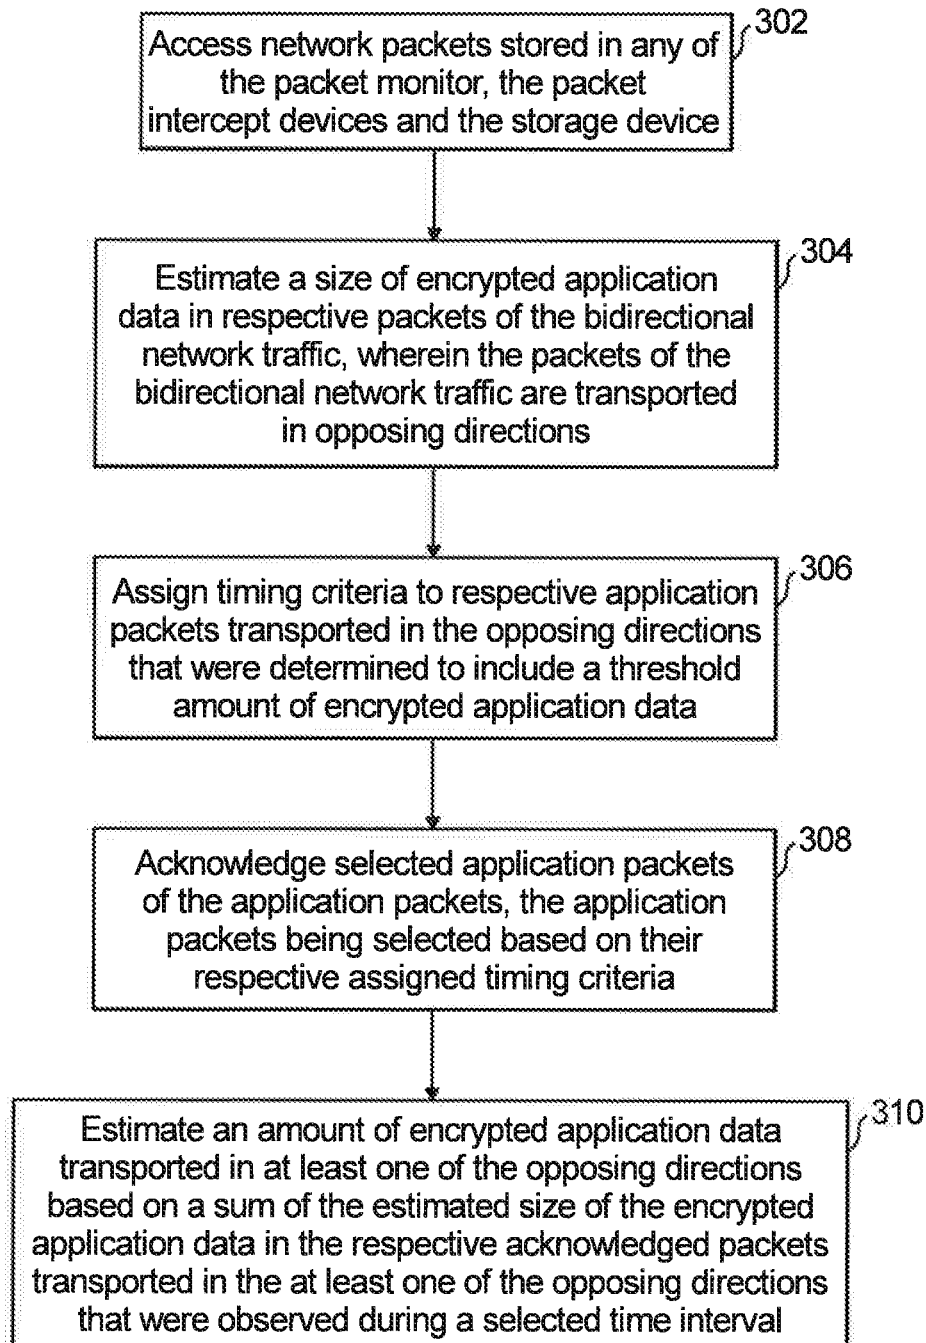 302
Access network packets stored in any of
the packet monitor, the packet
intercept devices and the storage device
304
Estimate a size of encrypted application
data in respective packets of the bidirectional
network traffic, wherein the packets of the
bidirectional network traffic are transported
in opposing directions
306
Assign timing criteria to respective application
packets transported in the opposing directions
that were determined to include a threshold
amount of encrypted application data
308
Acknowledge selected application packets
of the application packets, the application
packets being selected based on their
respective assigned timing criteria
310
Estimate an amount of encrypted application data
transported in at least one of the opposing directions
based on a sum of the estimated size of the encrypted
application data in the respective acknowledged packets
transported in the at least one of the opposing directions
that were observed during a selected time interval